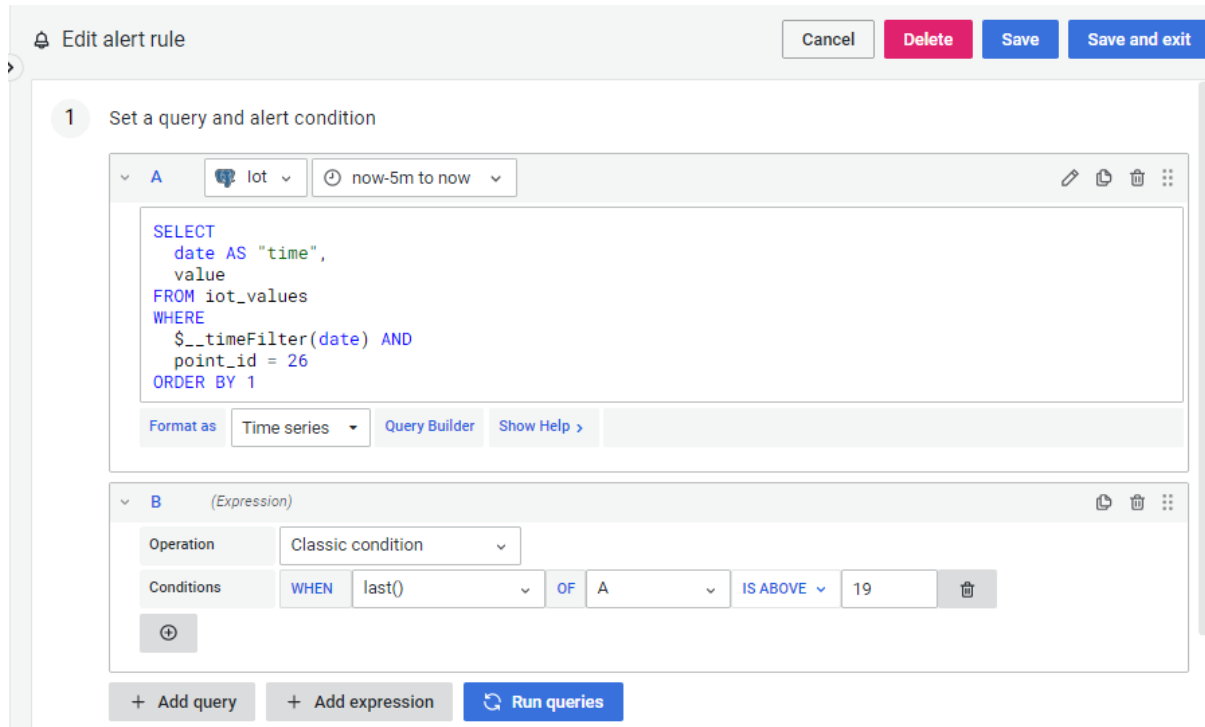 Edit alert rule Cancel Delete Save Save and exit
1 Set a query and alert condition
A Iot now-5m to now
SELECT
date AS "time",
value
FROM iot_values
WHERE
$__timeFilter(date) AND
point_id = 26
ORDER BY 1
Format as Time series Query Builder Show Help >
B (Expression)
Operation Classic condition
Conditions WHEN last() OF A IS ABOVE 19
+ Add query + Add expression Run queries